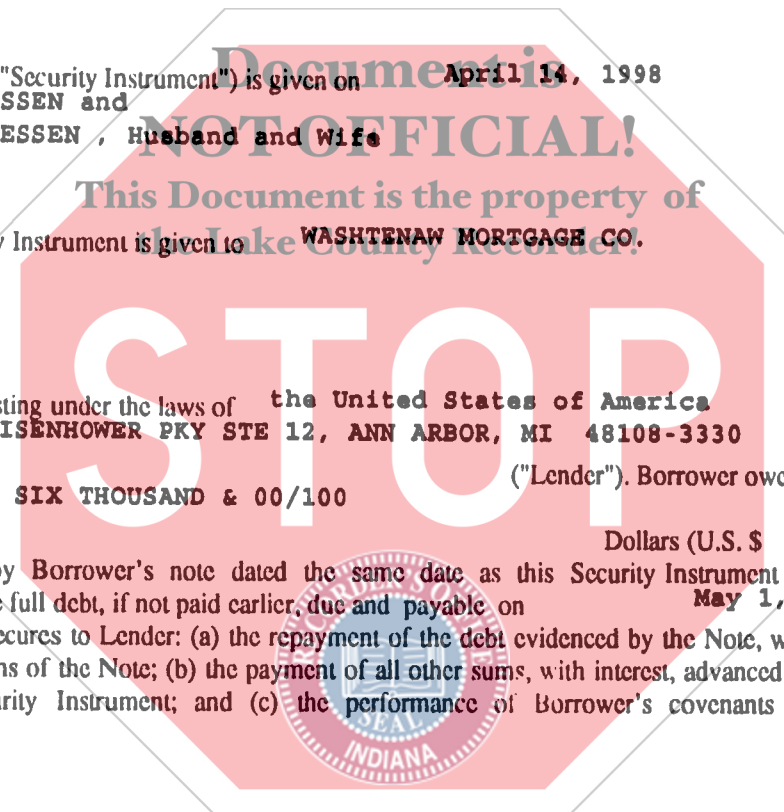 Document is
"Security Instrument") is given on April 14, 1998
SSEN and
NOT OFFICIAL!
ESSEN , Husband and Wife
This Document is the property of
y Instrument is given to WASHTENAW MORTGAGE CO.
the Lake County Recorder!
STOP
sting under the laws of the United States of America
ISENHOWER PKY STE 12, ANN ARBOR, MI 48108-3330
("Lender"). Borrower owe
SIX THOUSAND & 00/100
Dollars (U.S. $
by Borrower's note dated the same date as this Security Instrument
e full debt, if not paid earlier, due and payable on May 1,
ecures to Lender: (a) the repayment of the debt evidenced by the Note, w
ns of the Note; (b) the payment of all other sums, with interest, advanced
urity Instrument; and (c) the performance of Borrower's covenants
RECORDER'S OFFICE
SEAL
INDIANA